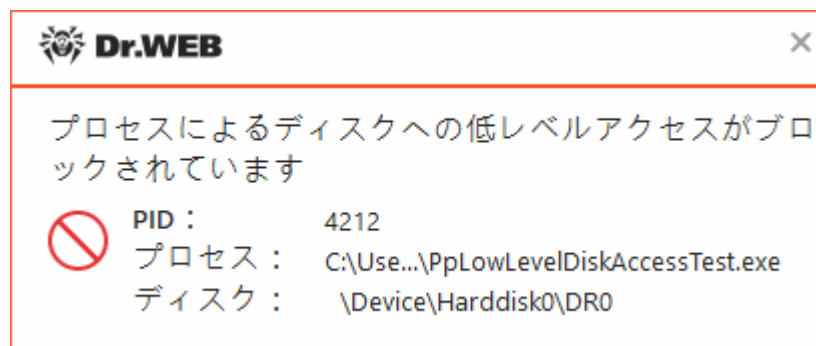 Dr.WEB
プロセスによるディスクへの低レベルアクセスがブロ
ックされています
PID： 4212
プロセス： C:\Use...\PpLowLevelDiskAccessTest.exe
ディスク： \Device\Harddisk0\DR0